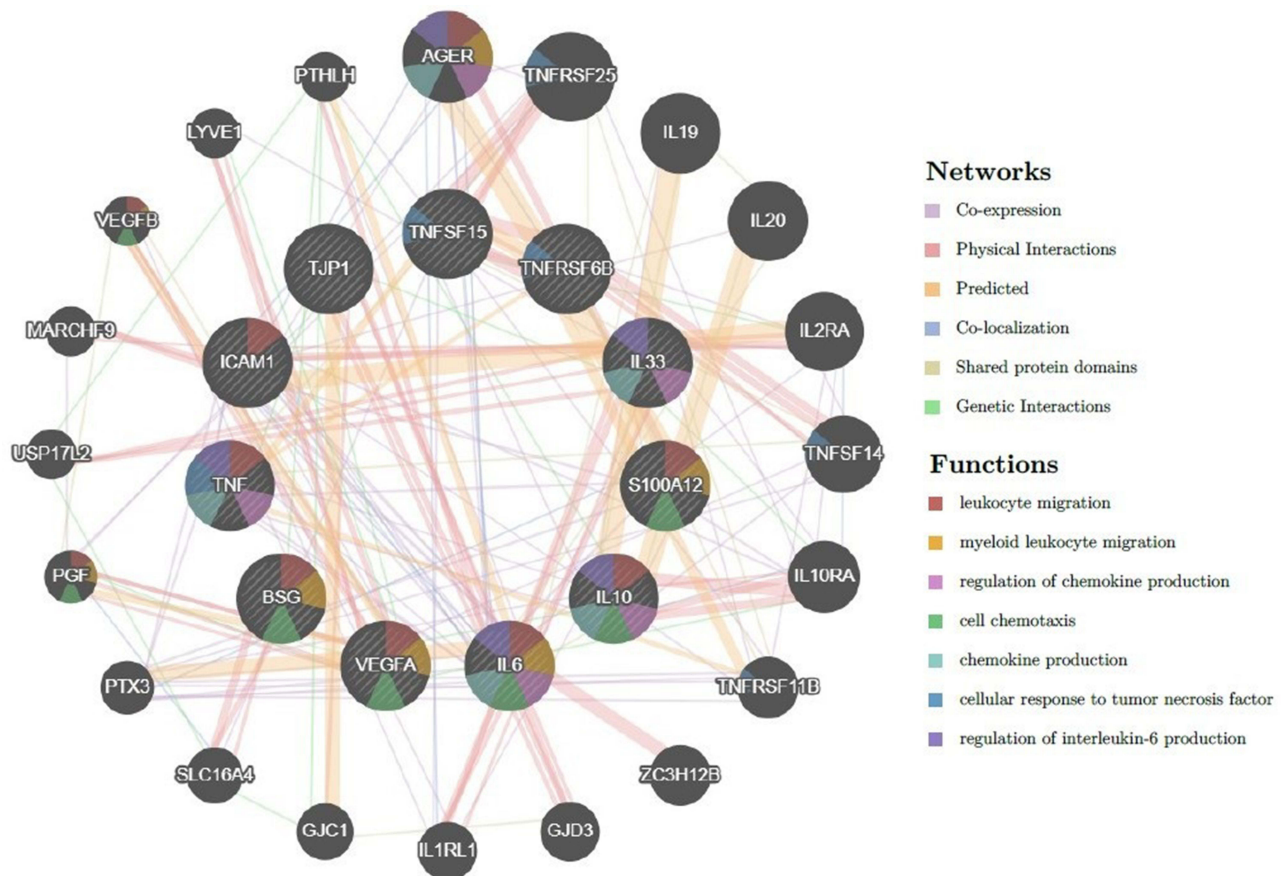 AGER
TNFRSF25
PTHLH
IL19
LYVE1
IL20
VEGFB
TNFSF15
TNFRSF6B
TJP1
MARCHF9
IL2RA
ICAM1
IL33
USP17L2
TNFSF14
TNF
S100A12
PGF
IL10RA
BSG
IL10
VEGFA
IL6
PTX3
TNFRSF11B
SLC16A4
ZC3H12B
GJC1
IL1RL1
GJD3
Networks
Co-expression
Physical Interactions
Predicted
Co-localization
Shared protein domains
Genetic Interactions
Functions
leukocyte migration
myeloid leukocyte migration
regulation of chemokine production
cell chemotaxis
chemokine production
cellular response to tumor necrosis factor
regulation of interleukin-6 production